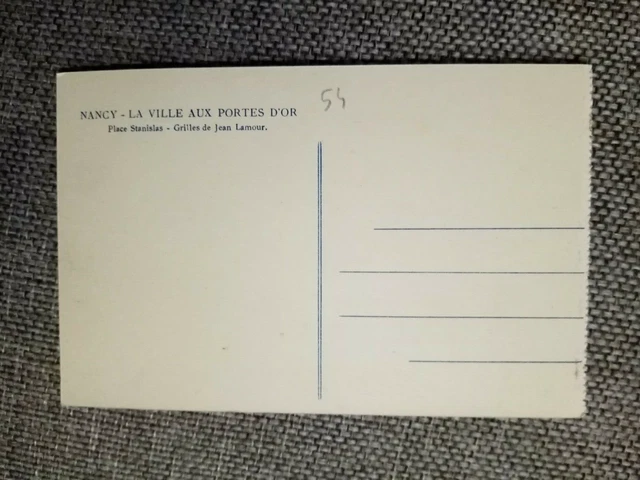 54
NANCY - LA VILLE AUX PORTES D'OR
Place Stanislas - Grilles de Jean Lamour.